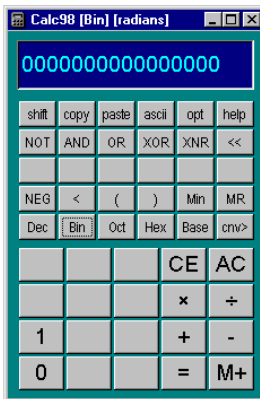 Calc98 [Bin] [radians]
0000000000000000
shift copy paste ascii opt help
NOT AND OR XOR XNR <<
NEG < ( ) Min MR
Dec Bin Oct Hex Base cnv>
CE AC
× ÷
1 + -
0 = M+